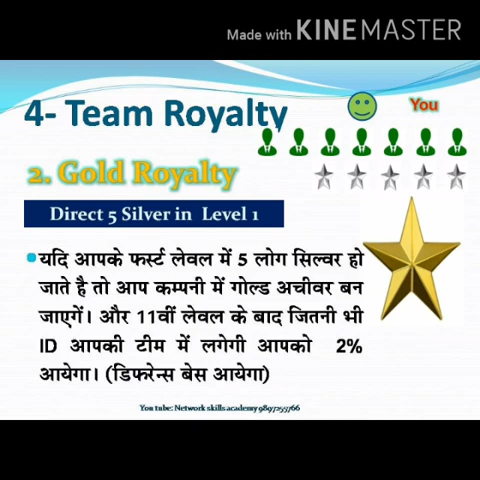 Made with KINEMASTER
4- Team Royalty
You
2. Gold Royalty
Direct 5 Silver in Level 1
यदि आपके फर्स्ट लेवल में 5 लोग सिल्वर हो
जाते है तो आप कम्पनी में गोल्ड अचीवर बन
जाएगें। और 11वीं लेवल के बाद जितनी भी
ID आपकी टीम में लगेगी आपको 2%
आयेगा। (डिफरेन्स बेस आयेगा)
You tube: Network skills academy 9897255766